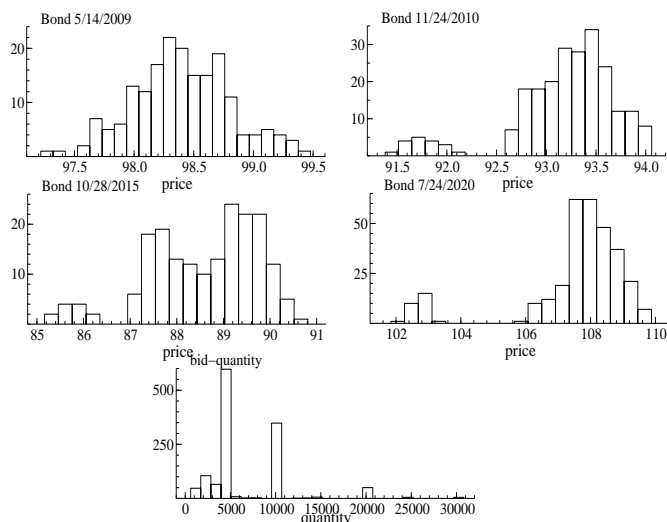 Bond 5/14/2009
20
10
97.5 98.0 98.5 99.0 99.5
price
Bond 11/24/2010
30
20
10
91.5 92.0 92.5 93.0 93.5 94.0
price
Bond 10/28/2015
20
10
85 86 87 88 89 90 91
price
Bond 7/24/2020
50
25
102 104 106 108 110
price
bid−quantity
500
250
0 5000 10000 15000 20000 25000 30000
quantity